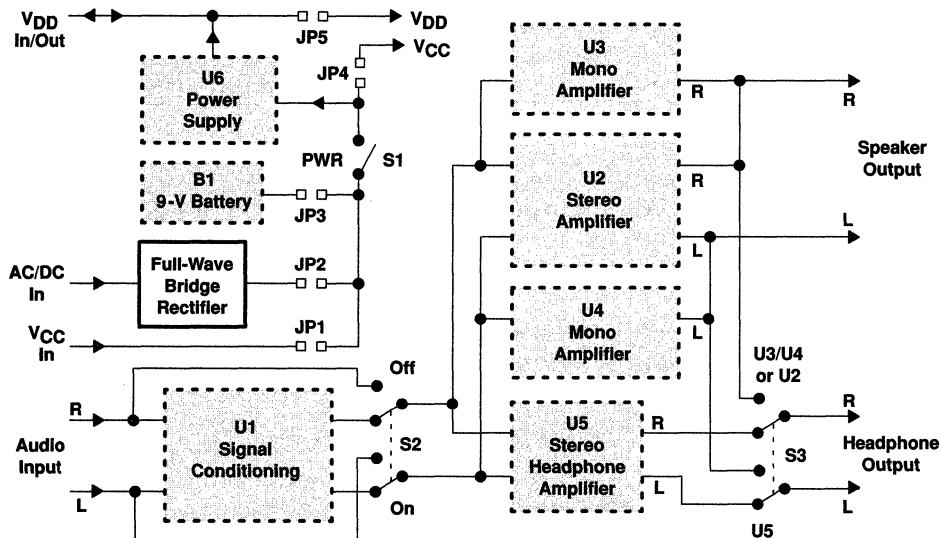 VDD
In/Out
JP5
VDD
VCC
JP4
U6
Power
Supply
PWR
S1
B1
9-V Battery
JP3
AC/DC
In
Full-Wave
Bridge
Rectifier
JP2
VCC
In
JP1
Off
R
Audio
Input
L
U1
Signal
Conditioning
S2
On
U3
Mono
Amplifier
R
R
Speaker
Output
U2
Stereo
Amplifier
R
L
L
U4
Mono
Amplifier
L
U3/U4
or U2
U5
Stereo
Headphone
Amplifier
R
L
S3
R
Headphone
Output
L
U5